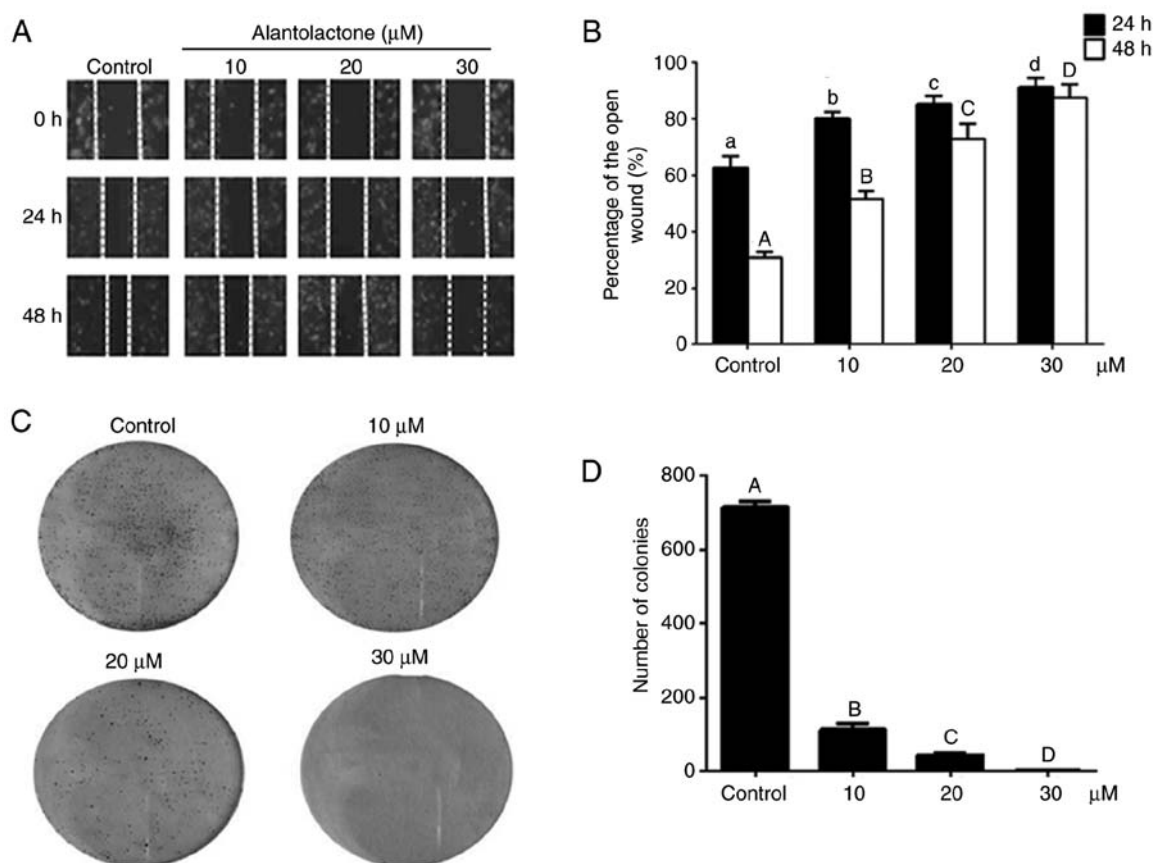 A
Alantolactone (μM)
Control 10 20 30
0 h
24 h
48 h
B
24 h
48 h
Percentage of the open
wound (%)
100
80
60
40
20
0
a
A
b
B
c
C
d
D
Control 10 20 30 μM
C
Control
10 μM
20 μM
30 μM
D
Number of colonies
800
600
400
200
0
A
B
C
D
Control 10 20 30 μM